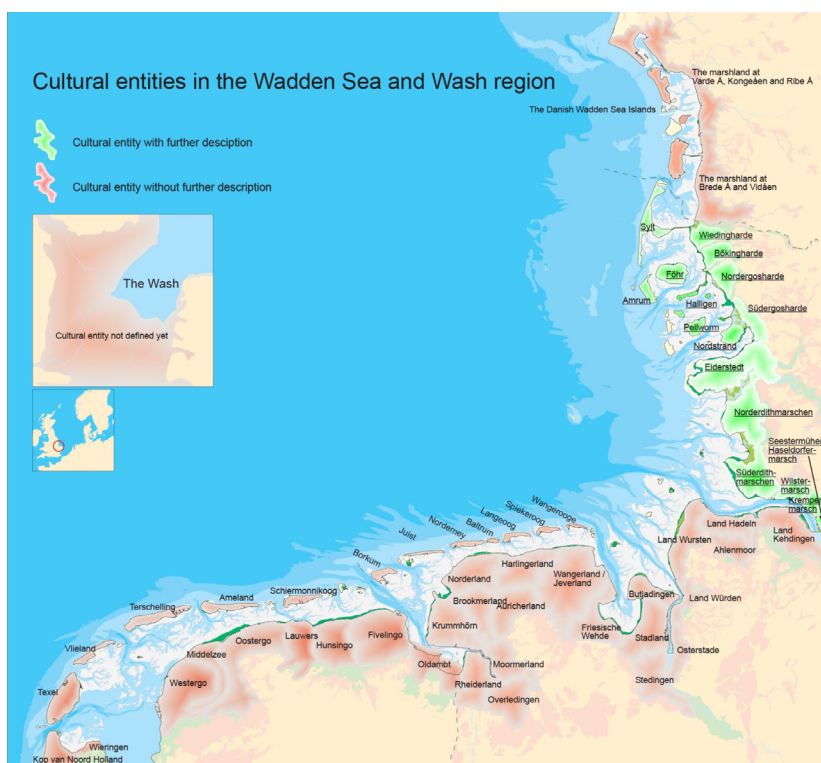 Cultural entities in the Wadden Sea and Wash region
Cultural entity with further desciption
Cultural entity without further description
The Wash
Cultural entity not defined yet
The marshland at
Varde Å, Kongeåen and Ribe Å
The Danish Wadden Sea Islands
The marshland at
Brede Å and Vidåen
Sylt
Wiedingharde
Bökingharde
Föhr
Nordergosharde
Amrum
Halligen
Südergosharde
Pellworm
Nordstrand
Eiderstedt
Norderdithmarschen
Seestermüher
Haseldorfer-
marsch
Süderdith-
marschen
Wilster-
marsch
Kremper
marsch
Land Hadeln
Land Wursten
Ahlenmoor
Land
Kehdingen
Wangerooge
Spiekeroog
Langeoog
Baltrum
Norderney
Juist
Borkum
Harlingerland
Norderland
Wangerland /
Jeverland
Brookmerland
Auricherland
Butjadingen
Land Würden
Krummhörn
Friesische
Wehde
Stadland
Osterstade
Schiermonnikoog
Ameland
Terschelling
Vlieland
Texel
Fivelingo
Lauwers
Hunsingo
Oostergo
Middelzee
Westergo
Oldambt
Moormerland
Rheiderland
Overledingen
Stedingen
Wieringen
Kop van Noord Holland